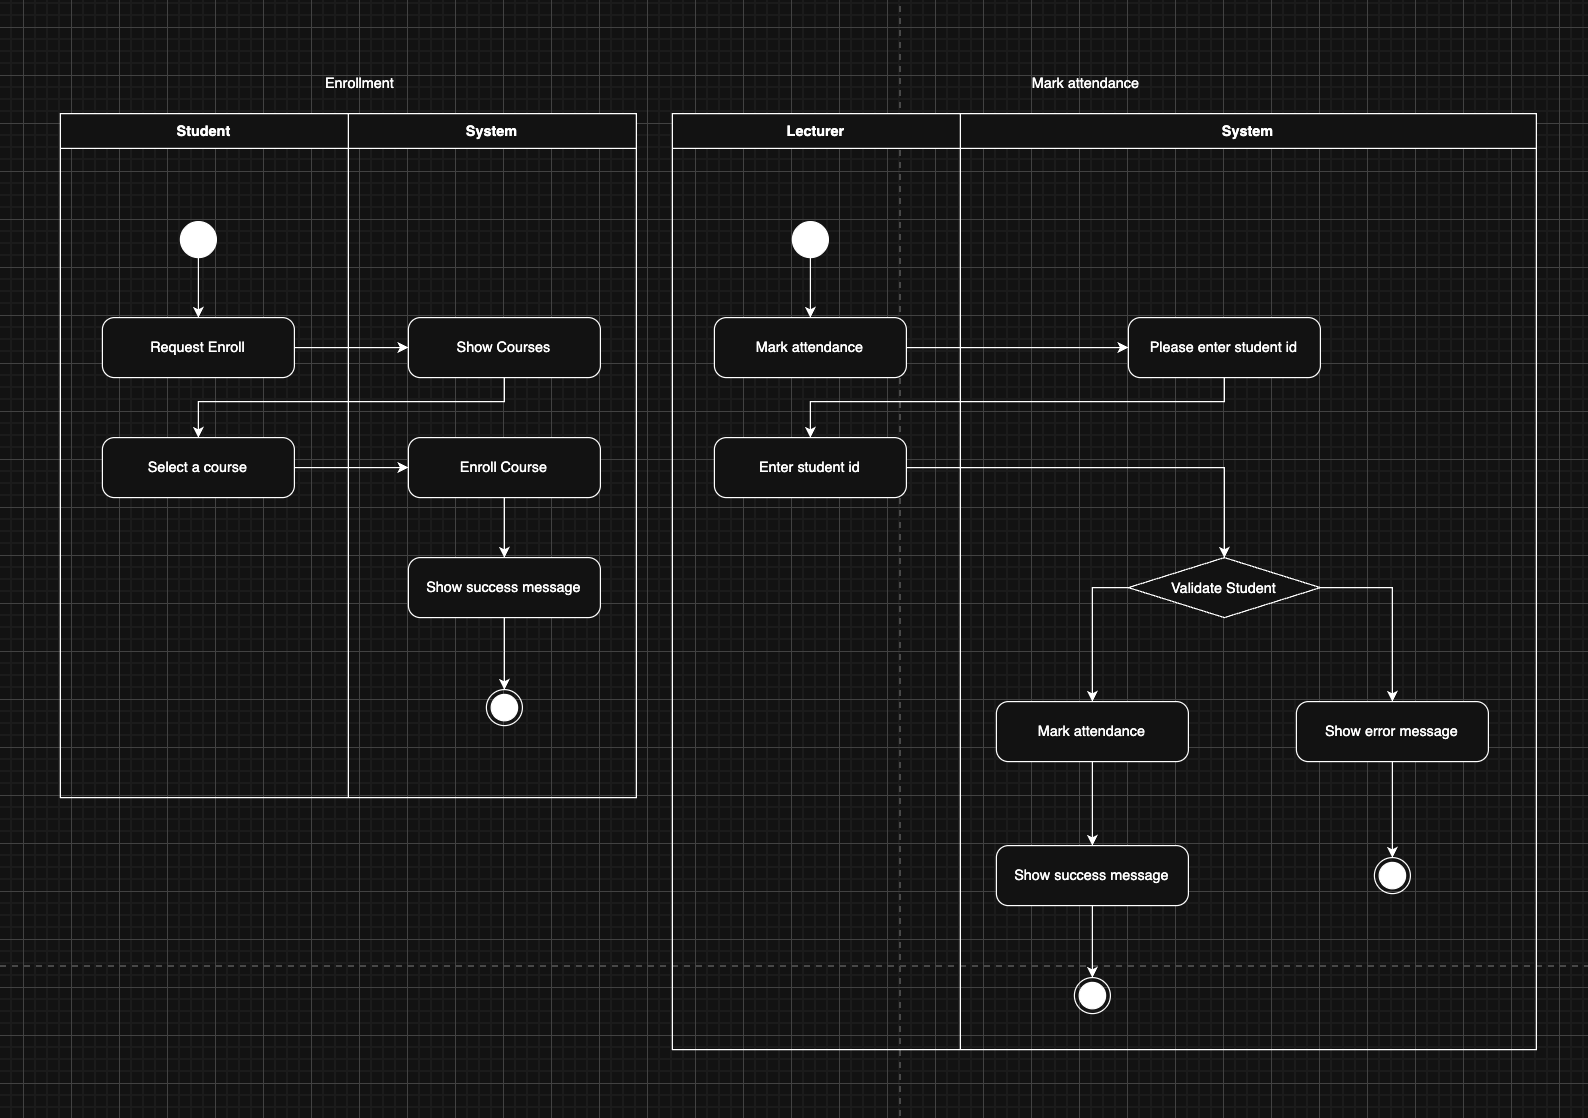 Enrollment
Student
System
Request Enroll
Show Courses
Select a course
Enroll Course
Show success message
Mark attendance
Lecturer
System
Mark attendance
Please enter student id
Enter student id
Validate Student
Mark attendance
Show error message
Show success message